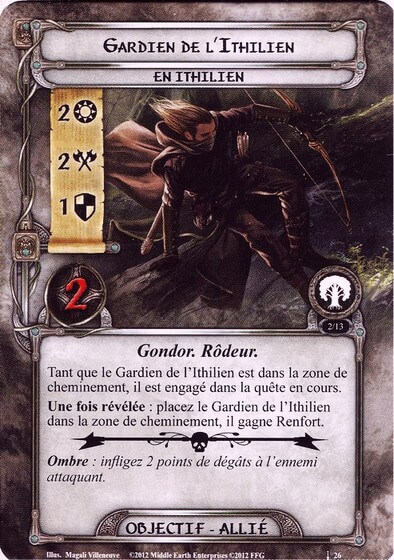 Gardien de l'Ithilien
EN ITHILIEN
2
2
1
2
2/13
Gondor. Rôdeur.
Tant que le Gardien de l'Ithilien est dans la zone de
cheminement, il est engagé dans la quête en cours.
Une fois révélée : placez le Gardien de l'Ithilien
dans la zone de cheminement, il gagne Renfort.
Ombre : infligez 2 points de dégâts à l'ennemi
attaquant.
OBJECTIF - ALLIÉ
Illus. Magali Villeneuve ©2012 Middle Earth Enterprises ©2012 FFG 26